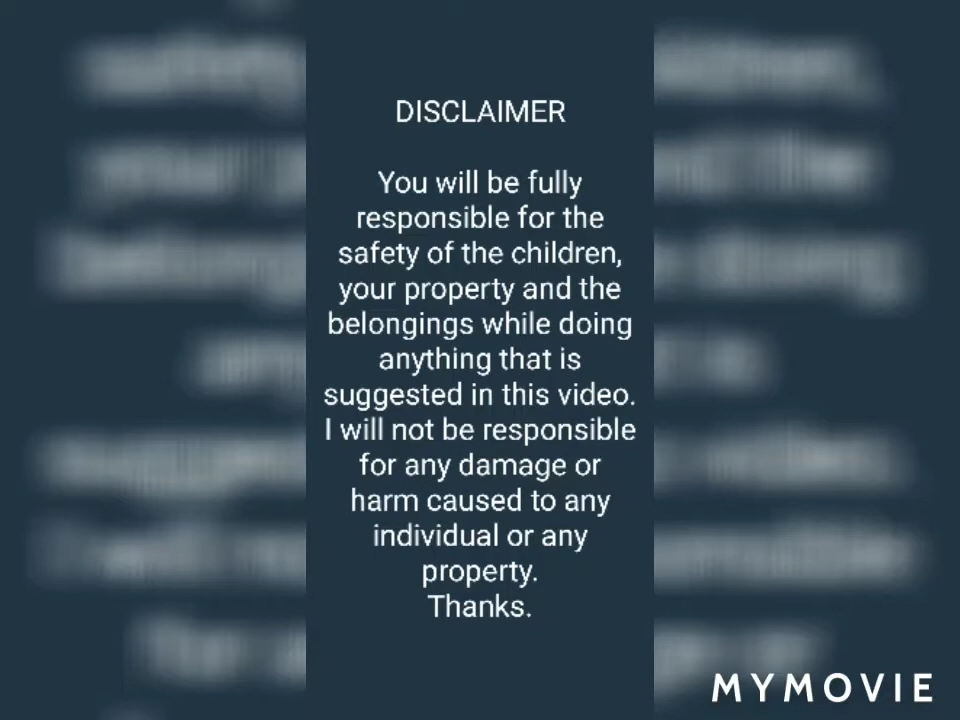 DISCLAIMER
You will be fully
responsible for the
safety of the children,
your property and the
belongings while doing
anything that is
suggested in this video.
I will not be responsible
for any damage or
harm caused to any
individual or any
property.
Thanks.
MYMOVIE